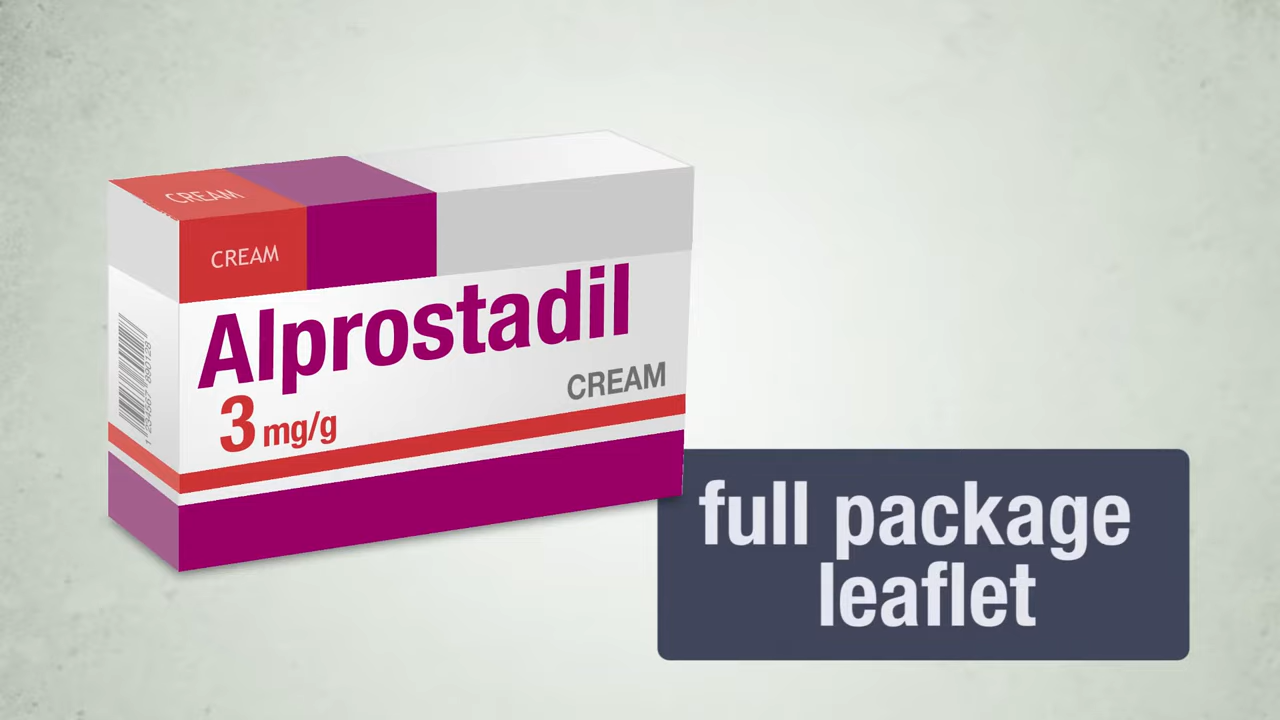 CREAM
CREAM
Alprostadil
CREAM
3 mg/g
full package
leaflet